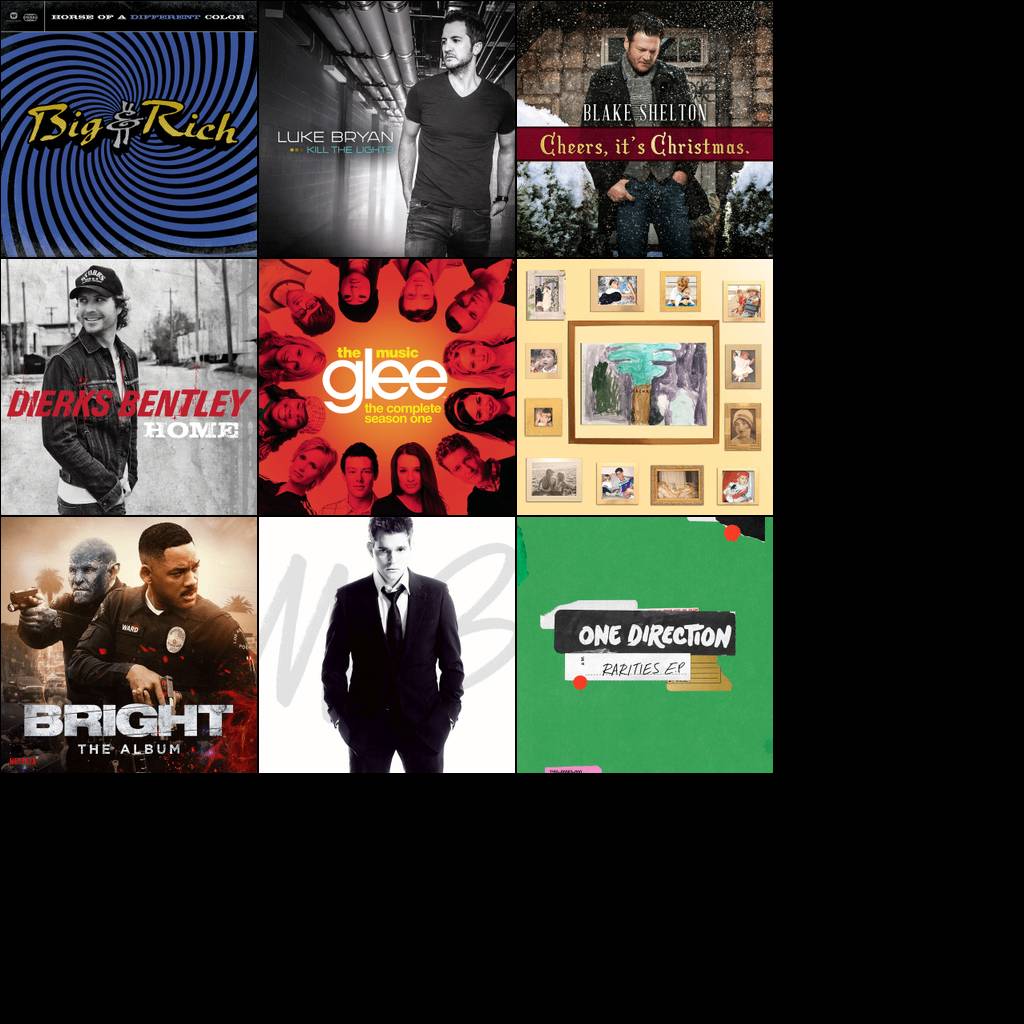 HORSE OF A DIFFERENT COLOR
Big & Rich
LUKE BRYAN
KILL THE LIGHTS
BLAKE SHELTON
Cheers, it's Christmas.
DIERKS BENTLEY
HOME
the music
glee
the complete
season one
WARD
BRIGHT
THE ALBUM
NETFLIX
MB
ONE DIRECTION
RARITIES E.P.